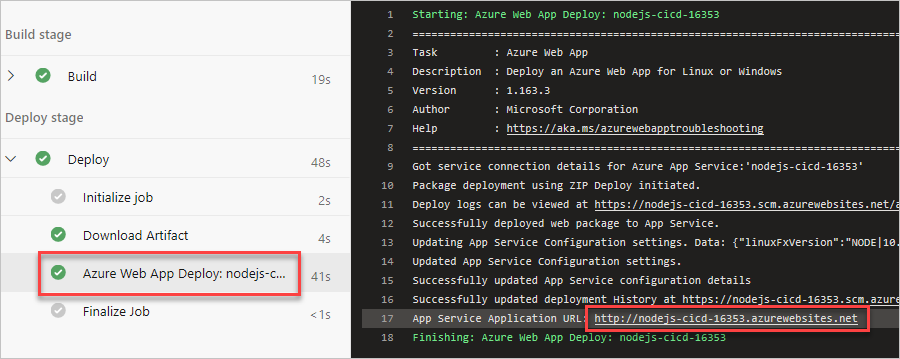 Build stage
Build 19s
Deploy stage
Deploy 48s
Initialize job 2s
Download Artifact 4s
Azure Web App Deploy: nodejs-c... 41s
Finalize Job <1s
1 Starting: Azure Web App Deploy: nodejs-cicd-16353
2 ==============================================================================
3 Task : Azure Web App
4 Description : Deploy an Azure Web App for Linux or Windows
5 Version : 1.163.3
6 Author : Microsoft Corporation
7 Help : https://aka.ms/azurewebapptroubleshooting
8 ==============================================================================
9 Got service connection details for Azure App Service:'nodejs-cicd-16353'
10 Package deployment using ZIP Deploy initiated.
11 Deploy logs can be viewed at https://nodejs-cicd-16353.scm.azurewebsites.net/a
12 Successfully deployed web package to App Service.
13 Updating App Service Configuration settings. Data: {"linuxFxVersion":"NODE|10.
14 Updated App Service Configuration settings.
15 Successfully updated App Service configuration details
16 Successfully updated deployment History at https://nodejs-cicd-16353.scm.azure
17 App Service Application URL: http://nodejs-cicd-16353.azurewebsites.net
18 Finishing: Azure Web App Deploy: nodejs-cicd-16353